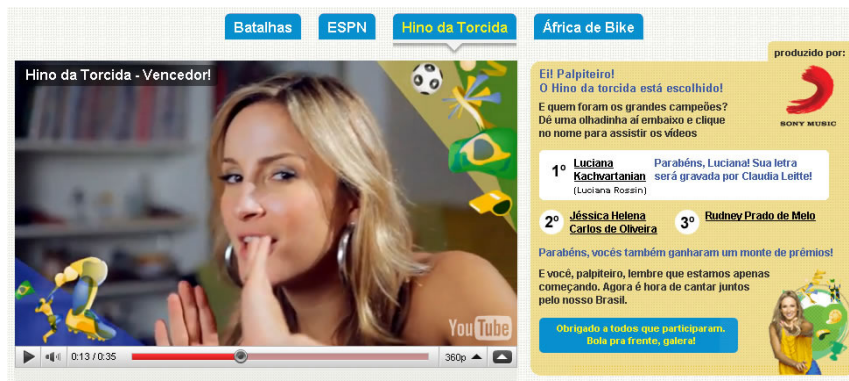 Batalhas
ESPN
Hino da Torcida
África de Bike
Hino da Torcida - Vencedor!
You Tube
0:13 / 0:35
360p
produzido por:
SONY MUSIC
Ei! Palpiteiro!
O Hino da torcida está escolhido!
E quem foram os grandes campeões?
Dê uma olhadinha aí embaixo e clique
no nome para assistir os vídeos
1º
Luciana
Kachvartanian
(Luciana Rossin)
Parabéns, Luciana! Sua letra
será gravada por Claudia Leitte!
2º
Jéssica Helena
Carlos de Oliveira
3º
Rudney Prado de Melo
Parabéns, vocês também ganharam um monte de prêmios!
E você, palpiteiro, lembre que estamos apenas
começando. Agora é hora de cantar juntos
pelo nosso Brasil.
Obrigado a todos que participaram.
Bola pra frente, galera!